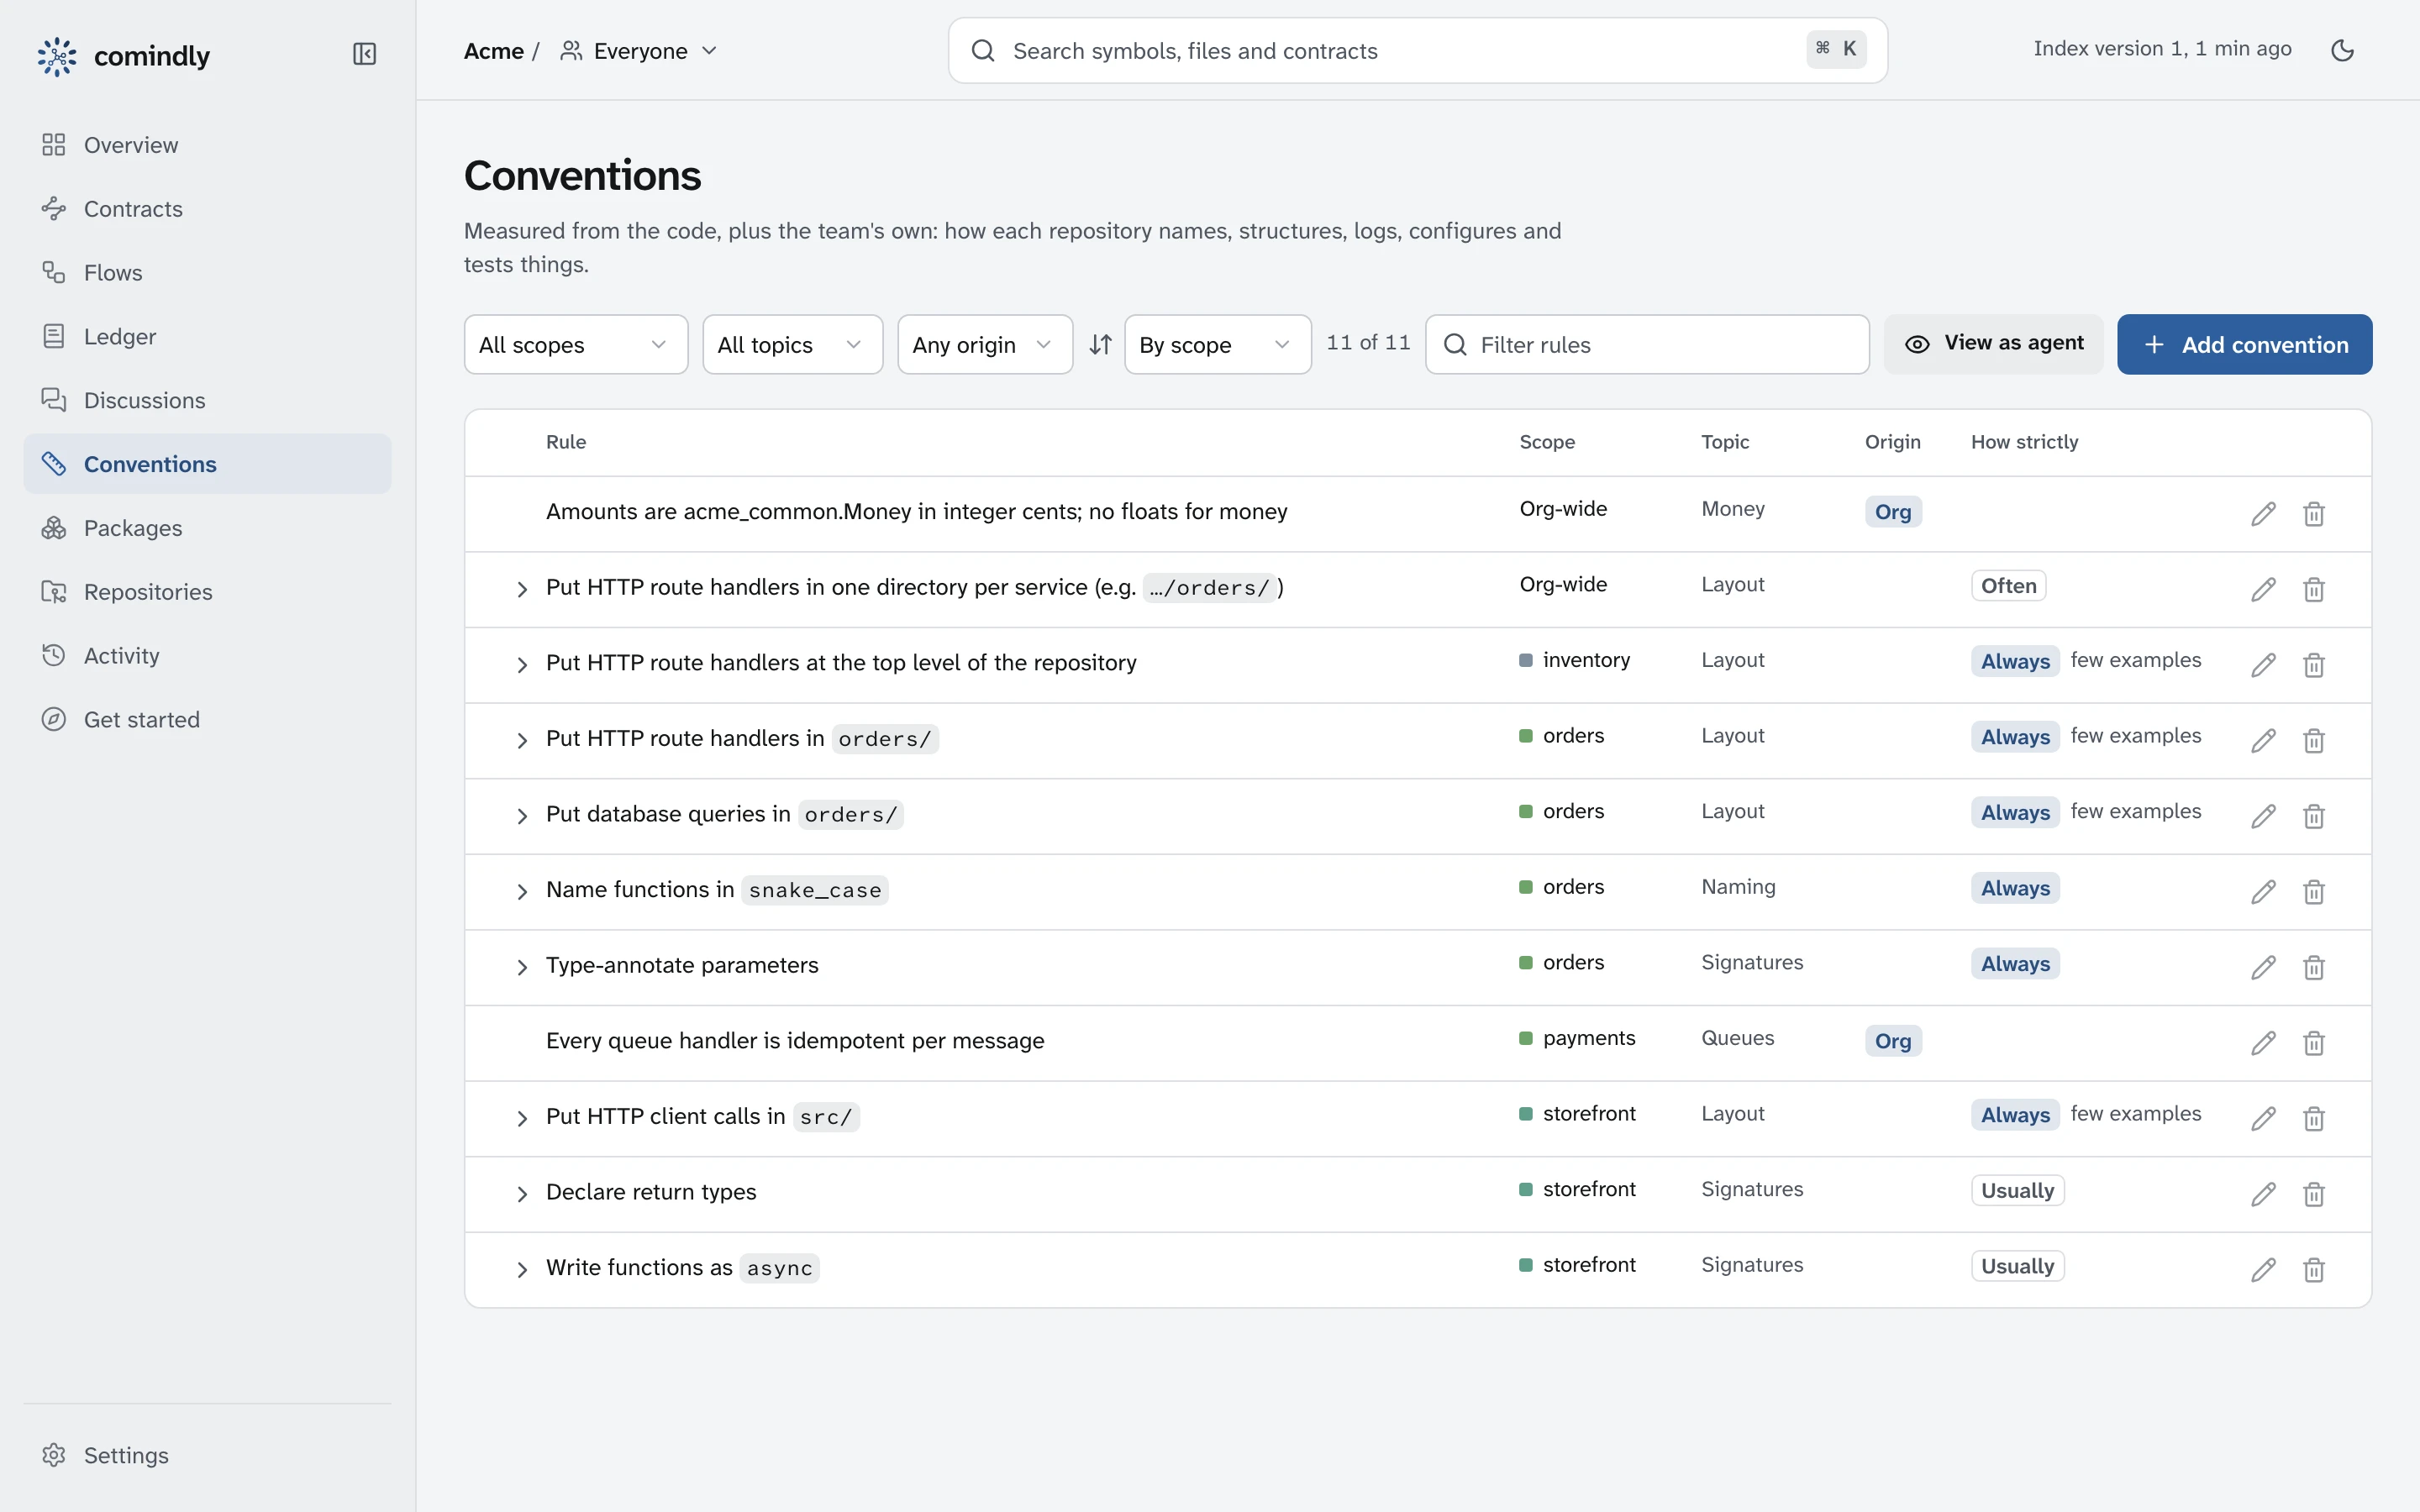 comindly
Acme / Everyone
Search symbols, files and contracts ⌘ K
Index version 1, 1 min ago
Overview
Contracts
Flows
Ledger
Discussions
Conventions
Packages
Repositories
Activity
Get started
Settings
Conventions
Measured from the code, plus the team's own: how each repository names, structures, logs, configures and
tests things.
All scopes All topics Any origin By scope 11 of 11 Filter rules View as agent + Add convention
Rule Scope Topic Origin How strictly
Amounts are acme_common.Money in integer cents; no floats for money Org-wide Money Org
Put HTTP route handlers in one directory per service (e.g. …/orders/ ) Org-wide Layout Often
Put HTTP route handlers at the top level of the repository inventory Layout Always few examples
Put HTTP route handlers in orders/ orders Layout Always few examples
Put database queries in orders/ orders Layout Always few examples
Name functions in snake_case orders Naming Always
Type-annotate parameters orders Signatures Always
Every queue handler is idempotent per message payments Queues Org
Put HTTP client calls in src/ storefront Layout Always few examples
Declare return types storefront Signatures Usually
Write functions as async storefront Signatures Usually